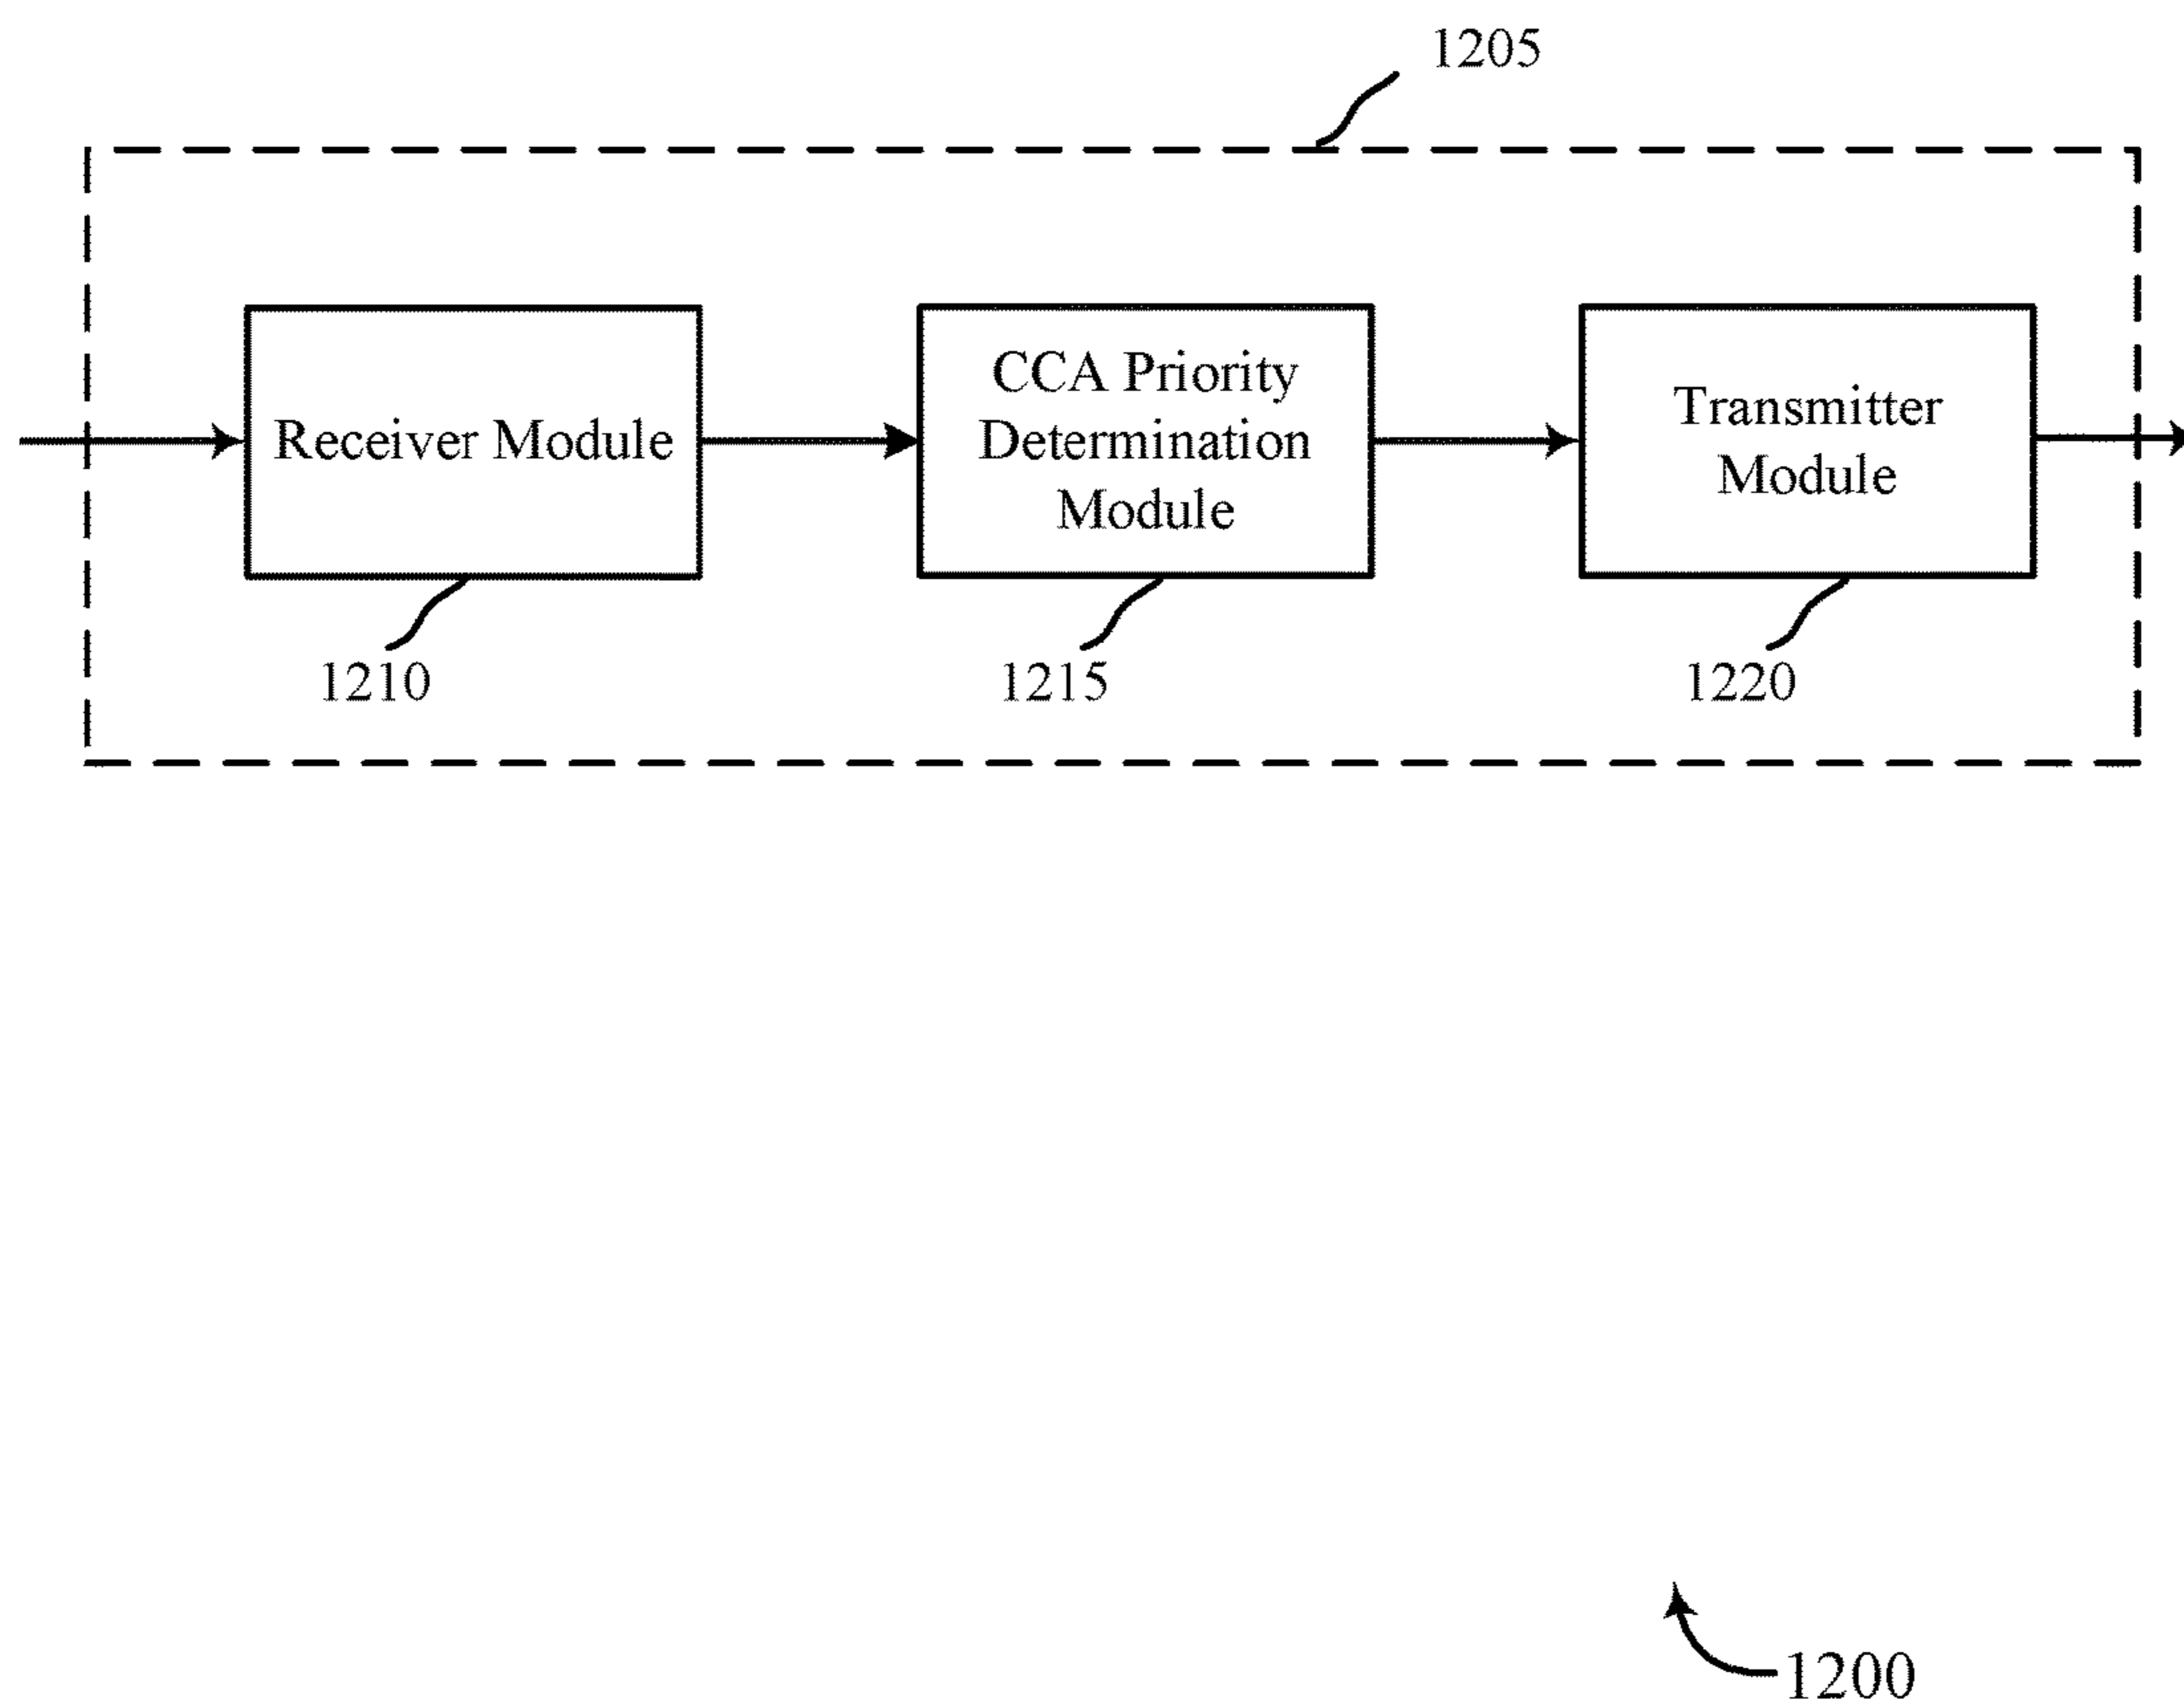 1205
Receiver Module
CCA Priority
Determination
Module
Transmitter
Module
1210
1215
1220
1200